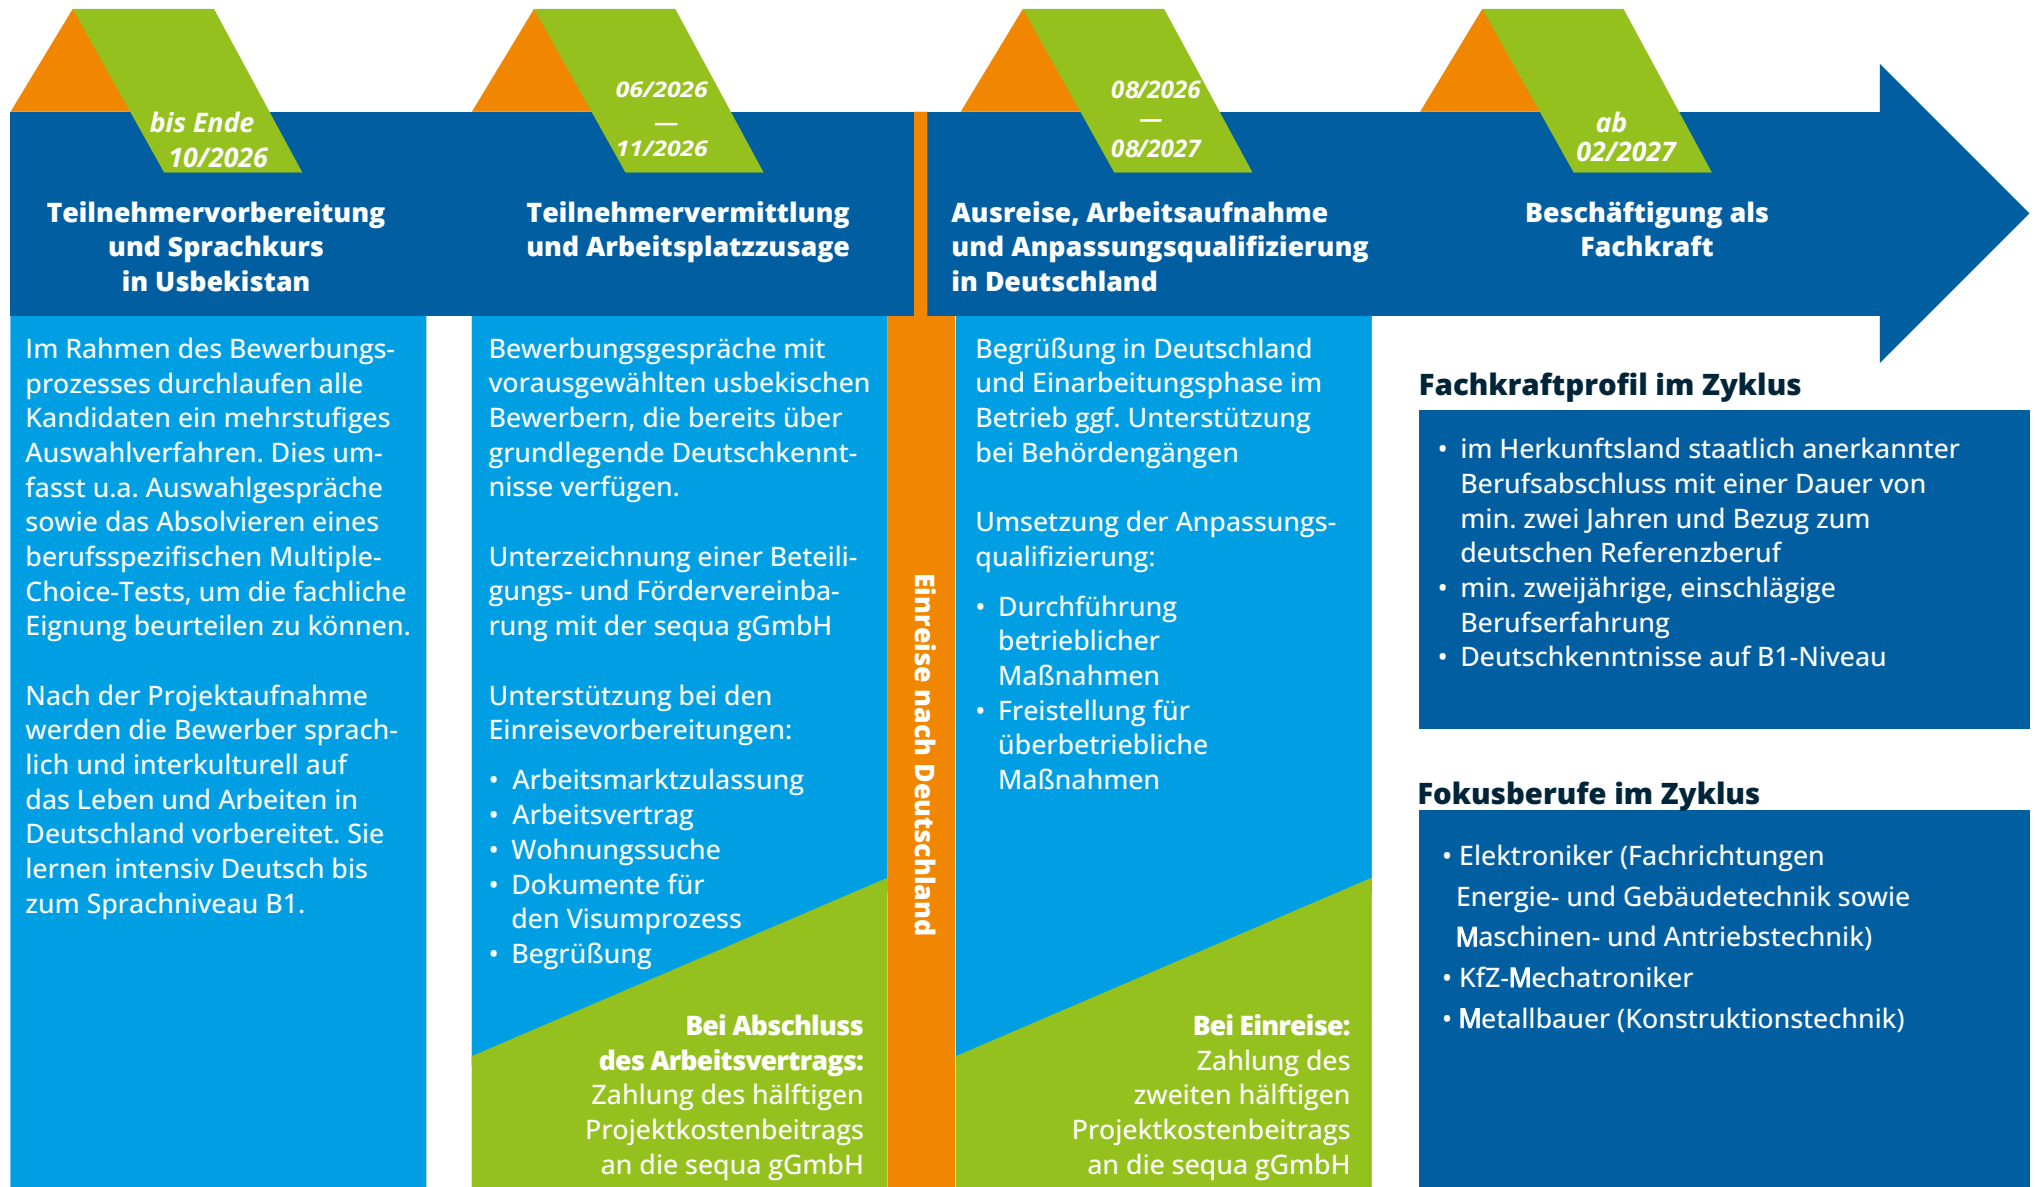 bis Ende
10/2026
Teilnehmervorbereitung
und Sprachkurs
in Usbekistan
Im Rahmen des Bewerbungs-
prozesses durchlaufen alle
Kandidaten ein mehrstufiges
Auswahlverfahren. Dies um-
fasst u.a. Auswahlgespräche
sowie das Absolvieren eines
berufsspezifischen Multiple-
Choice-Tests, um die fachliche
Eignung beurteilen zu können.
Nach der Projektaufnahme
werden die Bewerber sprach-
lich und interkulturell auf
das Leben und Arbeiten in
Deutschland vorbereitet. Sie
lernen intensiv Deutsch bis
zum Sprachniveau B1.
06/2026
—
11/2026
Teilnehmervermittlung
und Arbeitsplatzzusage
Bewerbungsgespräche mit
vorausgewählten usbekischen
Bewerbern, die bereits über
grundlegende Deutschkennt-
nisse verfügen.
Unterzeichnung einer Beteili-
gungs- und Fördervereinba-
rung mit der sequa gGmbH
Unterstützung bei den
Einreisevorbereitungen:
• Arbeitsmarktzulassung
• Arbeitsvertrag
• Wohnungssuche
• Dokumente für
den Visumprozess
• Begrüßung
Bei Abschluss
des Arbeitsvertrags:
Zahlung des hälftigen
Projektkostenbeitrags
an die sequa gGmbH
Einreise nach Deutschland
08/2026
—
08/2027
Ausreise, Arbeitsaufnahme
und Anpassungsqualifizierung
in Deutschland
Begrüßung in Deutschland
und Einarbeitungsphase im
Betrieb ggf. Unterstützung
bei Behördengängen
Umsetzung der Anpassungs-
qualifizierung:
• Durchführung
betrieblicher
Maßnahmen
• Freistellung für
überbetriebliche
Maßnahmen
Bei Einreise:
Zahlung des
zweiten hälftigen
Projektkostenbeitrags
an die sequa gGmbH
ab
02/2027
Beschäftigung als
Fachkraft
Fachkraftprofil im Zyklus
• im Herkunftsland staatlich anerkannter
Berufsabschluss mit einer Dauer von
min. zwei Jahren und Bezug zum
deutschen Referenzberuf
• min. zweijährige, einschlägige
Berufserfahrung
• Deutschkenntnisse auf B1-Niveau
Fokusberufe im Zyklus
• Elektroniker (Fachrichtungen
Energie- und Gebäudetechnik sowie
Maschinen- und Antriebstechnik)
• KfZ-Mechatroniker
• Metallbauer (Konstruktionstechnik)